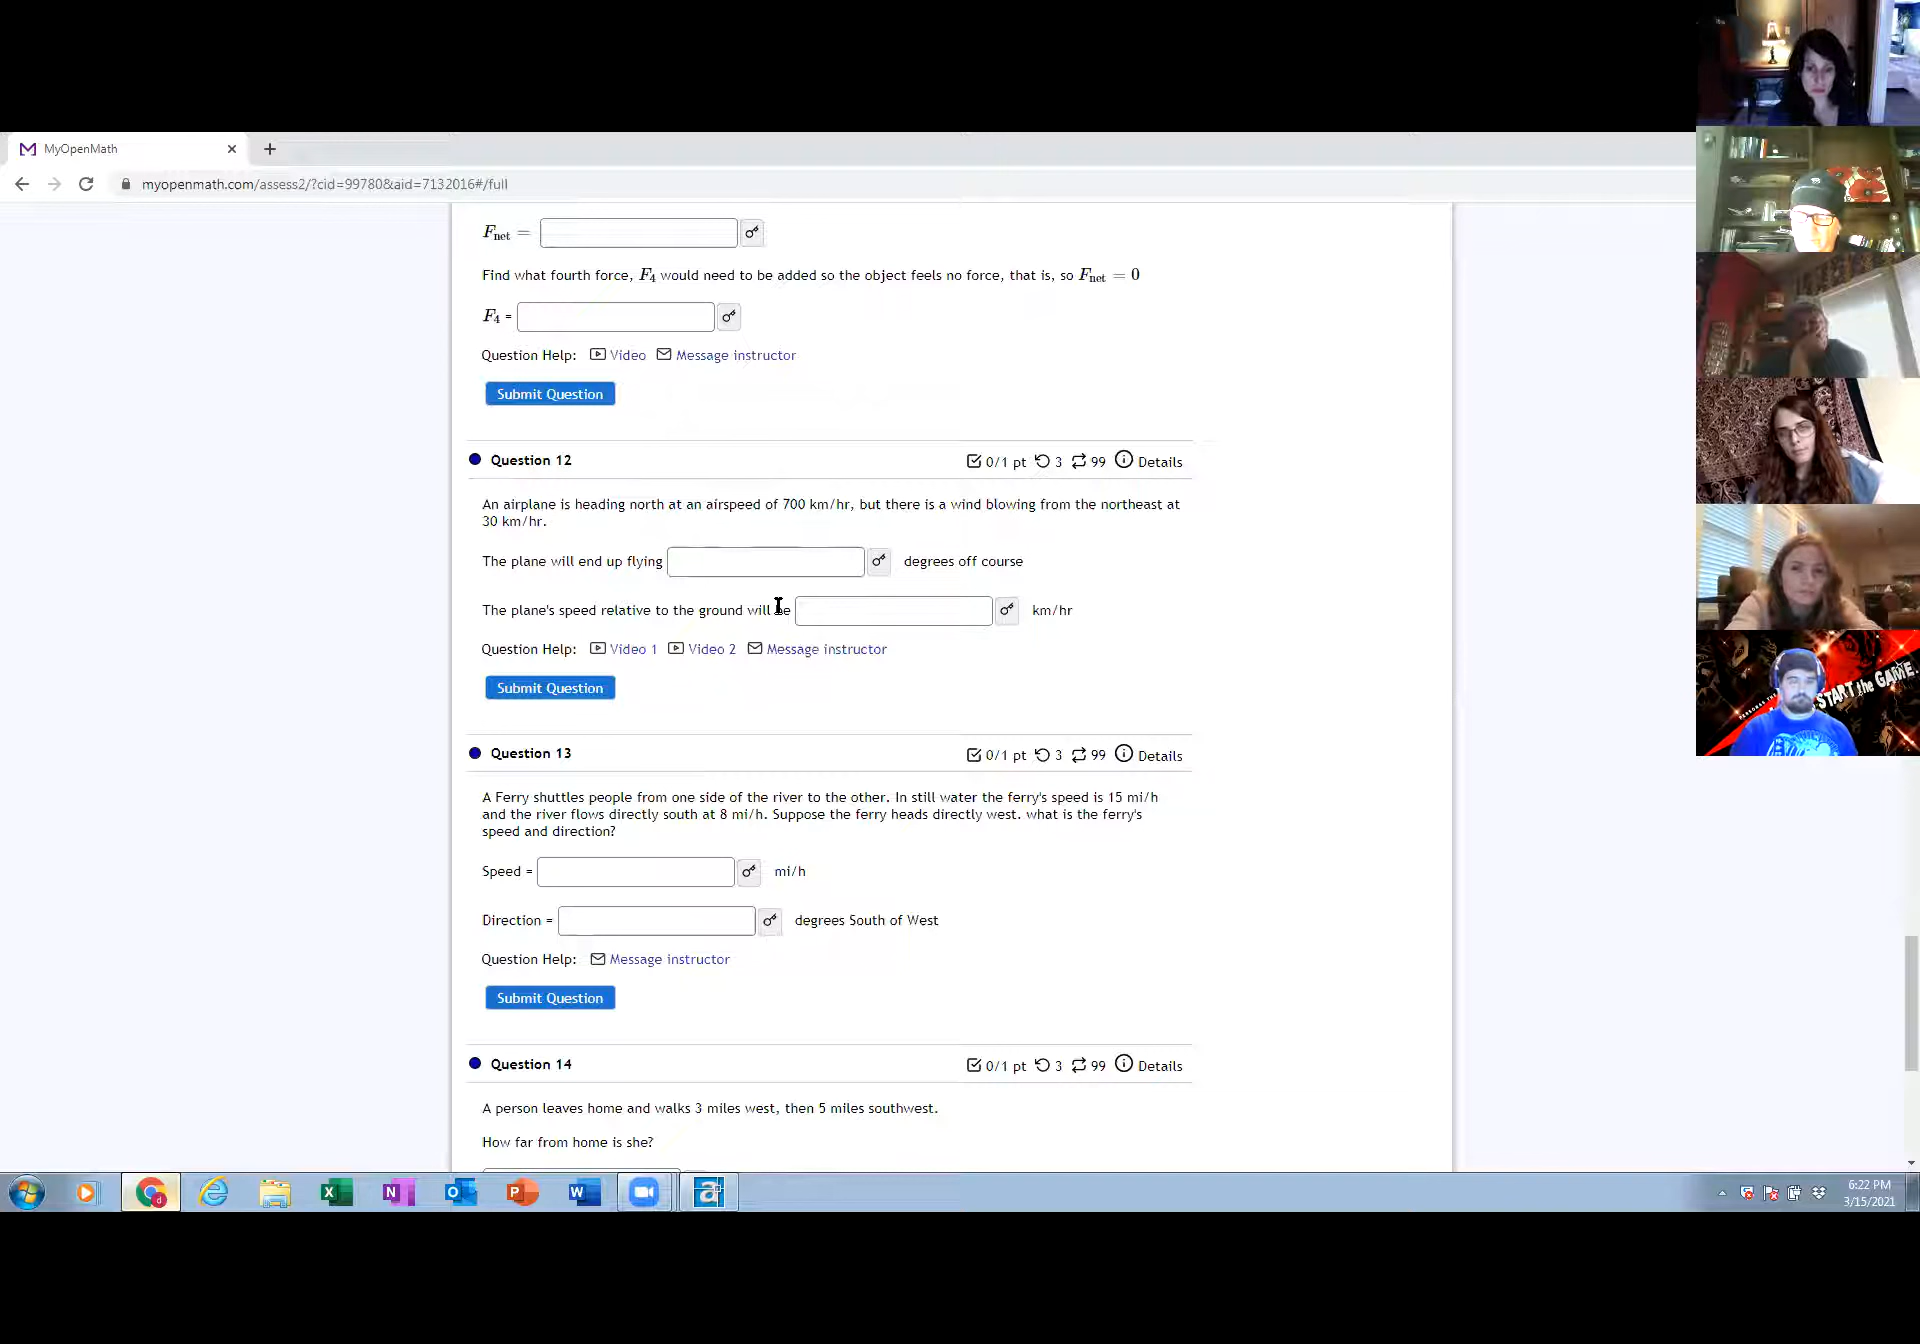 MyOpenMath
myopenmath.com/assess2/?cid=99780&aid=7132016#/full
Fnet =
Find what fourth force, F4 would need to be added so the object feels no force, that is, so Fnet = 0
F4 =
Question Help: Video Message instructor
Submit Question
Question 12 0/1 pt 3 99 Details
An airplane is heading north at an airspeed of 700 km/hr, but there is a wind blowing from the northeast at
30 km/hr.
The plane will end up flying degrees off course
The plane's speed relative to the ground will be km/hr
Question Help: Video 1 Video 2 Message instructor
Submit Question
Question 13 0/1 pt 3 99 Details
A Ferry shuttles people from one side of the river to the other. In still water the ferry's speed is 15 mi/h
and the river flows directly south at 8 mi/h. Suppose the ferry heads directly west. what is the ferry's
speed and direction?
Speed = mi/h
Direction = degrees South of West
Question Help: Message instructor
Submit Question
Question 14 0/1 pt 3 99 Details
A person leaves home and walks 3 miles west, then 5 miles southwest.
How far from home is she?
START the GAME.
6:22 PM
3/15/2021